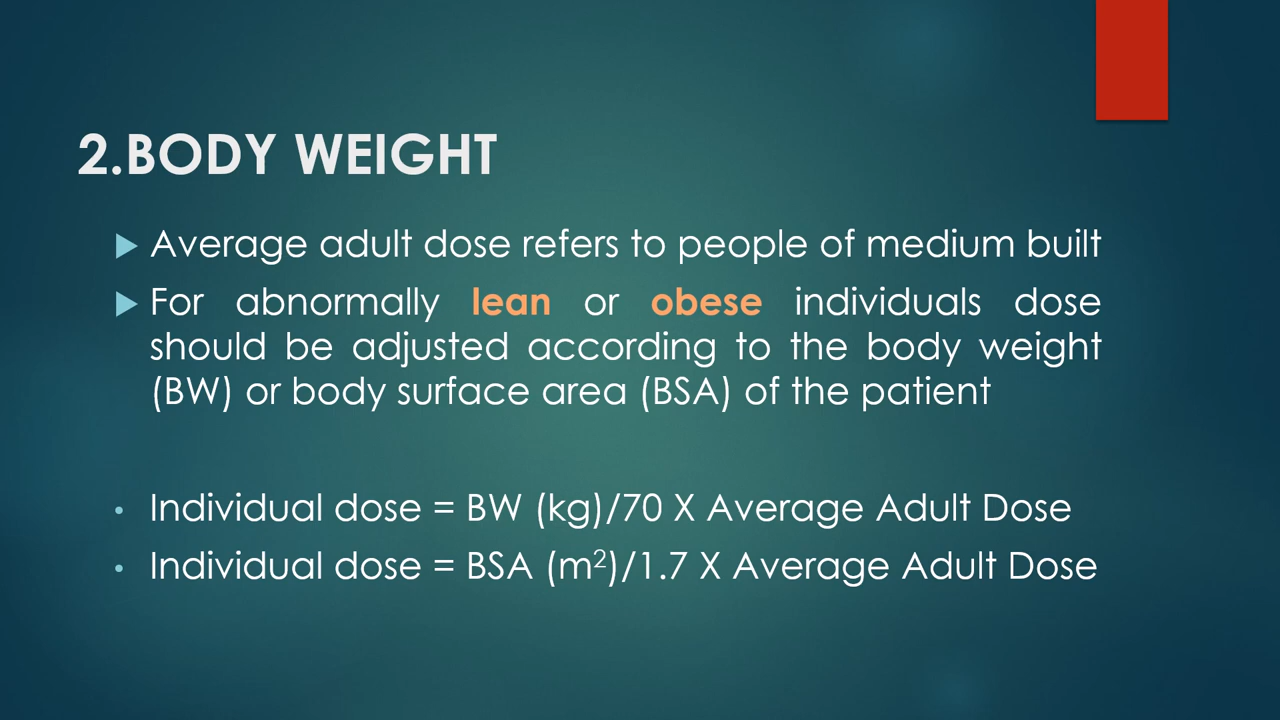 2.BODY WEIGHT
Average adult dose refers to people of medium built
For abnormally lean or obese individuals dose
should be adjusted according to the body weight
(BW) or body surface area (BSA) of the patient
• Individual dose = BW (kg)/70 X Average Adult Dose
• Individual dose = BSA (m²)/1.7 X Average Adult Dose